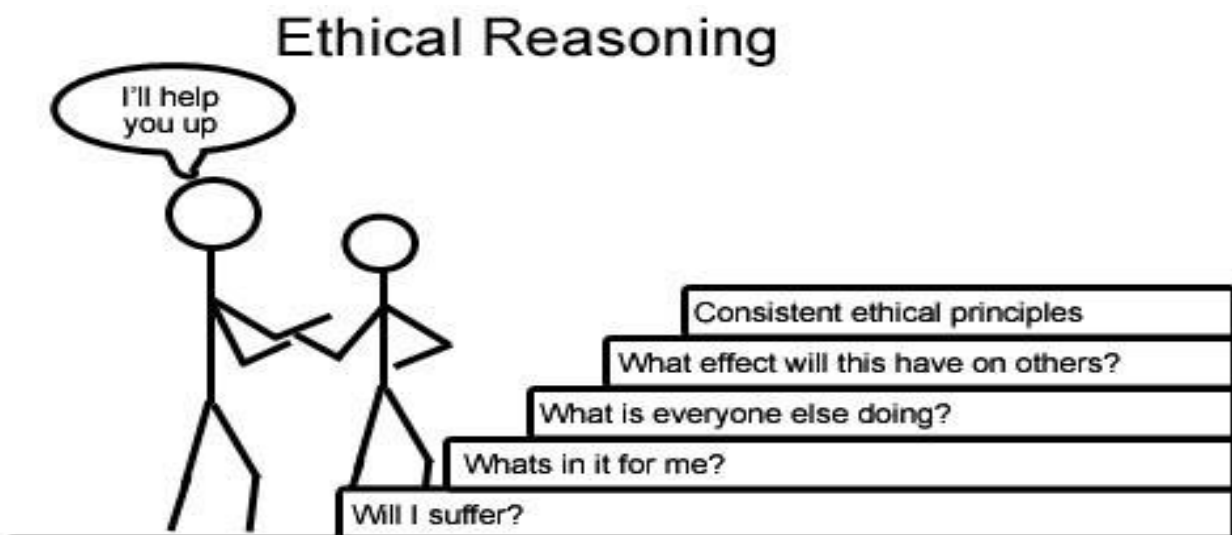 Ethical Reasoning
I'll help
you up
Consistent ethical principles
What effect will this have on others?
What is everyone else doing?
Whats in it for me?
Will I suffer?